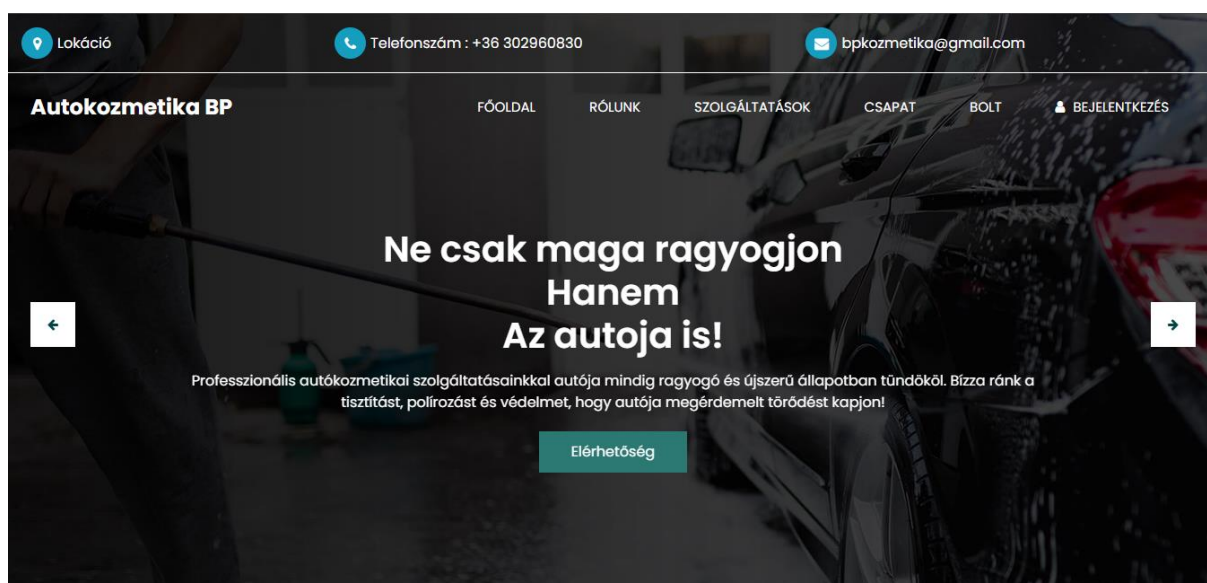 Lokáció
Telefonszám : +36 302960830
bpkozmetika@gmail.com
Autokozmetika BP
FŐOLDAL
RÓLUNK
SZOLGÁLTATÁSOK
CSAPAT
BOLT
BEJELENTKEZÉS
Ne csak maga ragyogjon
Hanem
Az autoja is!
Professzionális autókozmetikai szolgáltatásainkkal autója mindig ragyogó és újszerű állapotban tündököl. Bízza ránk a
tisztítást, polírozást és védelmet, hogy autója megérdemelt törődést kapjon!
Elérhetőség